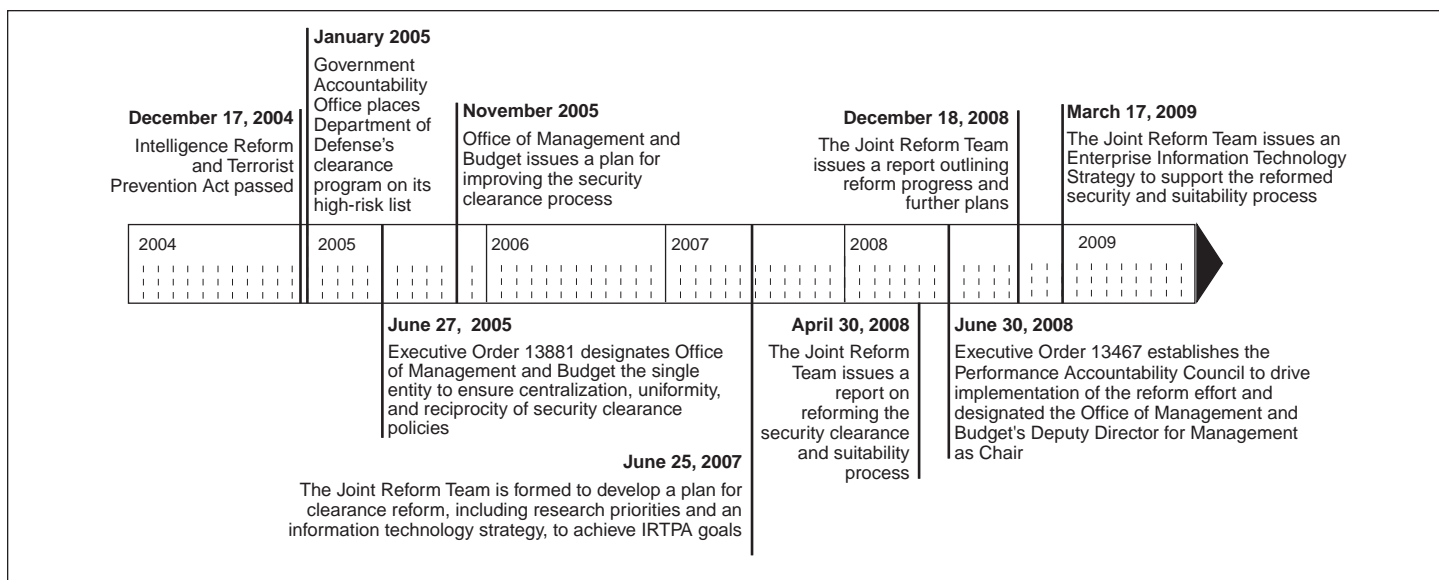 January 2005
Government
Accountability
Office places
Department of
Defense's
clearance
program on its
high-risk list
December 17, 2004
Intelligence Reform
and Terrorist
Prevention Act passed
November 2005
Office of Management and
Budget issues a plan for
improving the security
clearance process
December 18, 2008
The Joint Reform Team
issues a report outlining
reform progress and
further plans
March 17, 2009
The Joint Reform Team issues an
Enterprise Information Technology
Strategy to support the reformed
security and suitability process
2004
2005
2006
2007
2008
2009
June 27, 2005
Executive Order 13881 designates Office
of Management and Budget the single
entity to ensure centralization, uniformity,
and reciprocity of security clearance
policies
June 25, 2007
The Joint Reform Team is formed to develop a plan for
clearance reform, including research priorities and an
information technology strategy, to achieve IRTPA goals
April 30, 2008
The Joint Reform
Team issues a
report on
reforming the
security clearance
and suitability
process
June 30, 2008
Executive Order 13467 establishes the
Performance Accountability Council to drive
implementation of the reform effort and
designated the Office of Management and
Budget's Deputy Director for Management
as Chair